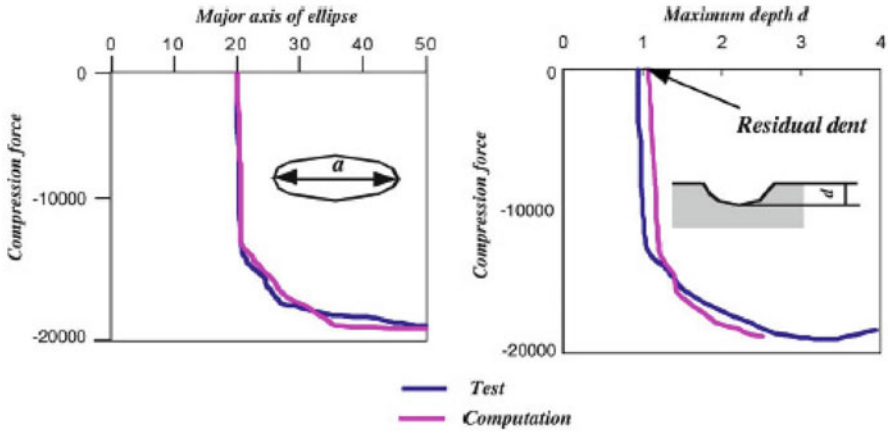 Major axis of ellipse
0 10 20 30 40 50
0
-10000
-20000
Compression force
a
Maximum depth d
0 1 2 3 4
0
-10000
-20000
Compression force
Residual dent
d
Test
Computation